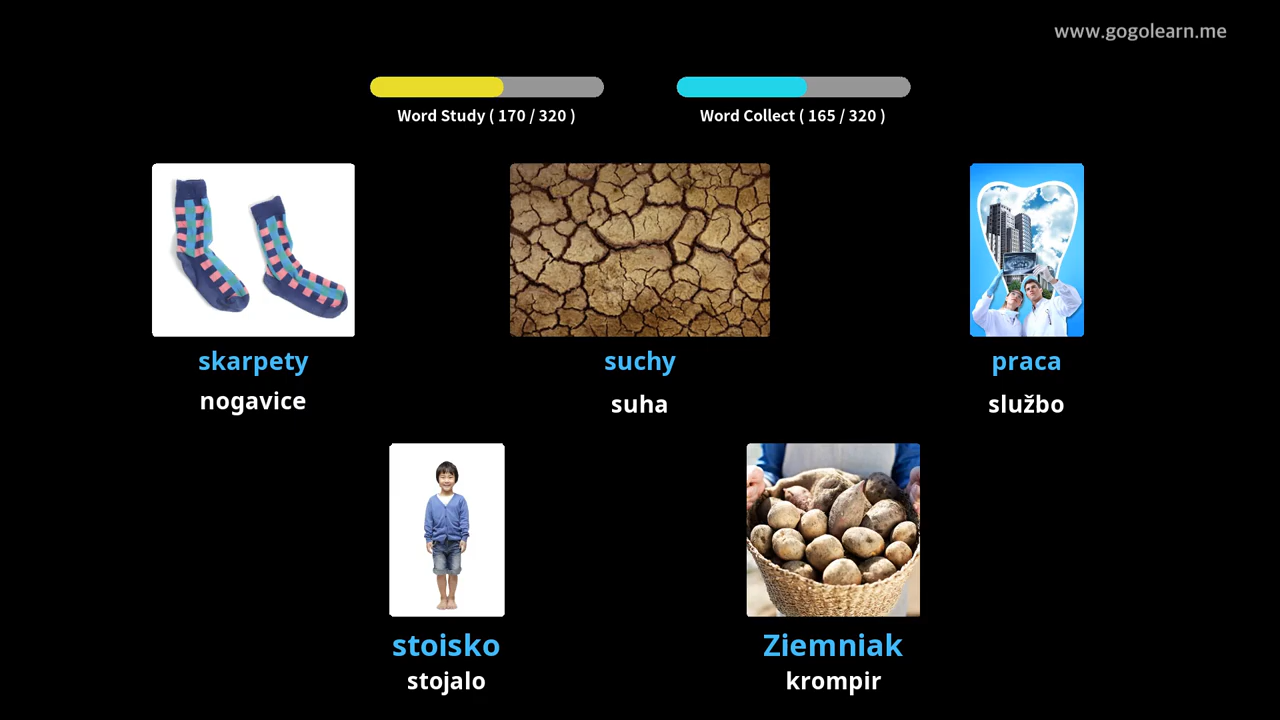 www.gogolearn.me
Word Study ( 170 / 320 )
Word Collect ( 165 / 320 )
skarpety
nogavice
suchy
suha
praca
službo
stoisko
stojalo
Ziemniak
krompir